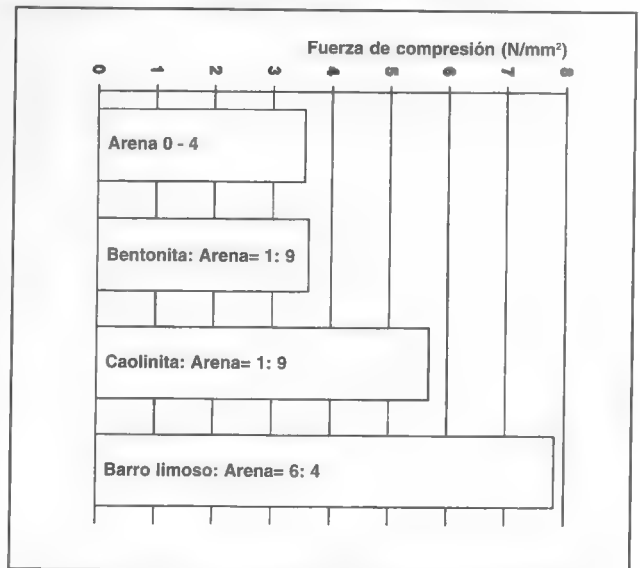 Fuerza de compresión (N/mm²)
0 1 2 3 4 5 6 7 8
Arena 0 - 4
Bentonita: Arena= 1: 9
Caolinita: Arena= 1: 9
Barro limoso: Arena= 6: 4